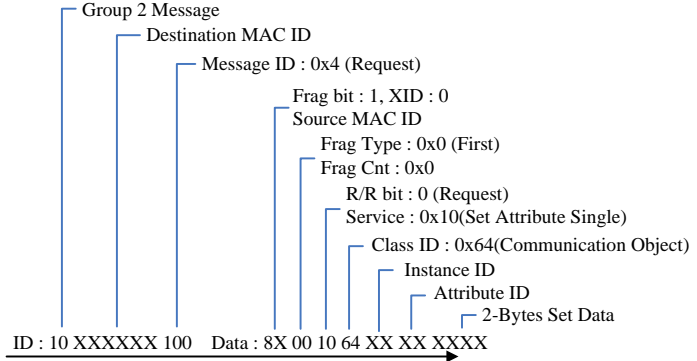 Group 2 Message
Destination MAC ID
Message ID : 0x4 (Request)
Frag bit : 1, XID : 0
Source MAC ID
Frag Type : 0x0 (First)
Frag Cnt : 0x0
R/R bit : 0 (Request)
Service : 0x10(Set Attribute Single)
Class ID : 0x64(Communication Object)
Instance ID
Attribute ID
2-Bytes Set Data
ID : 10 XXXXXX 100 Data : 8X 00 10 64 XX XX XXXX